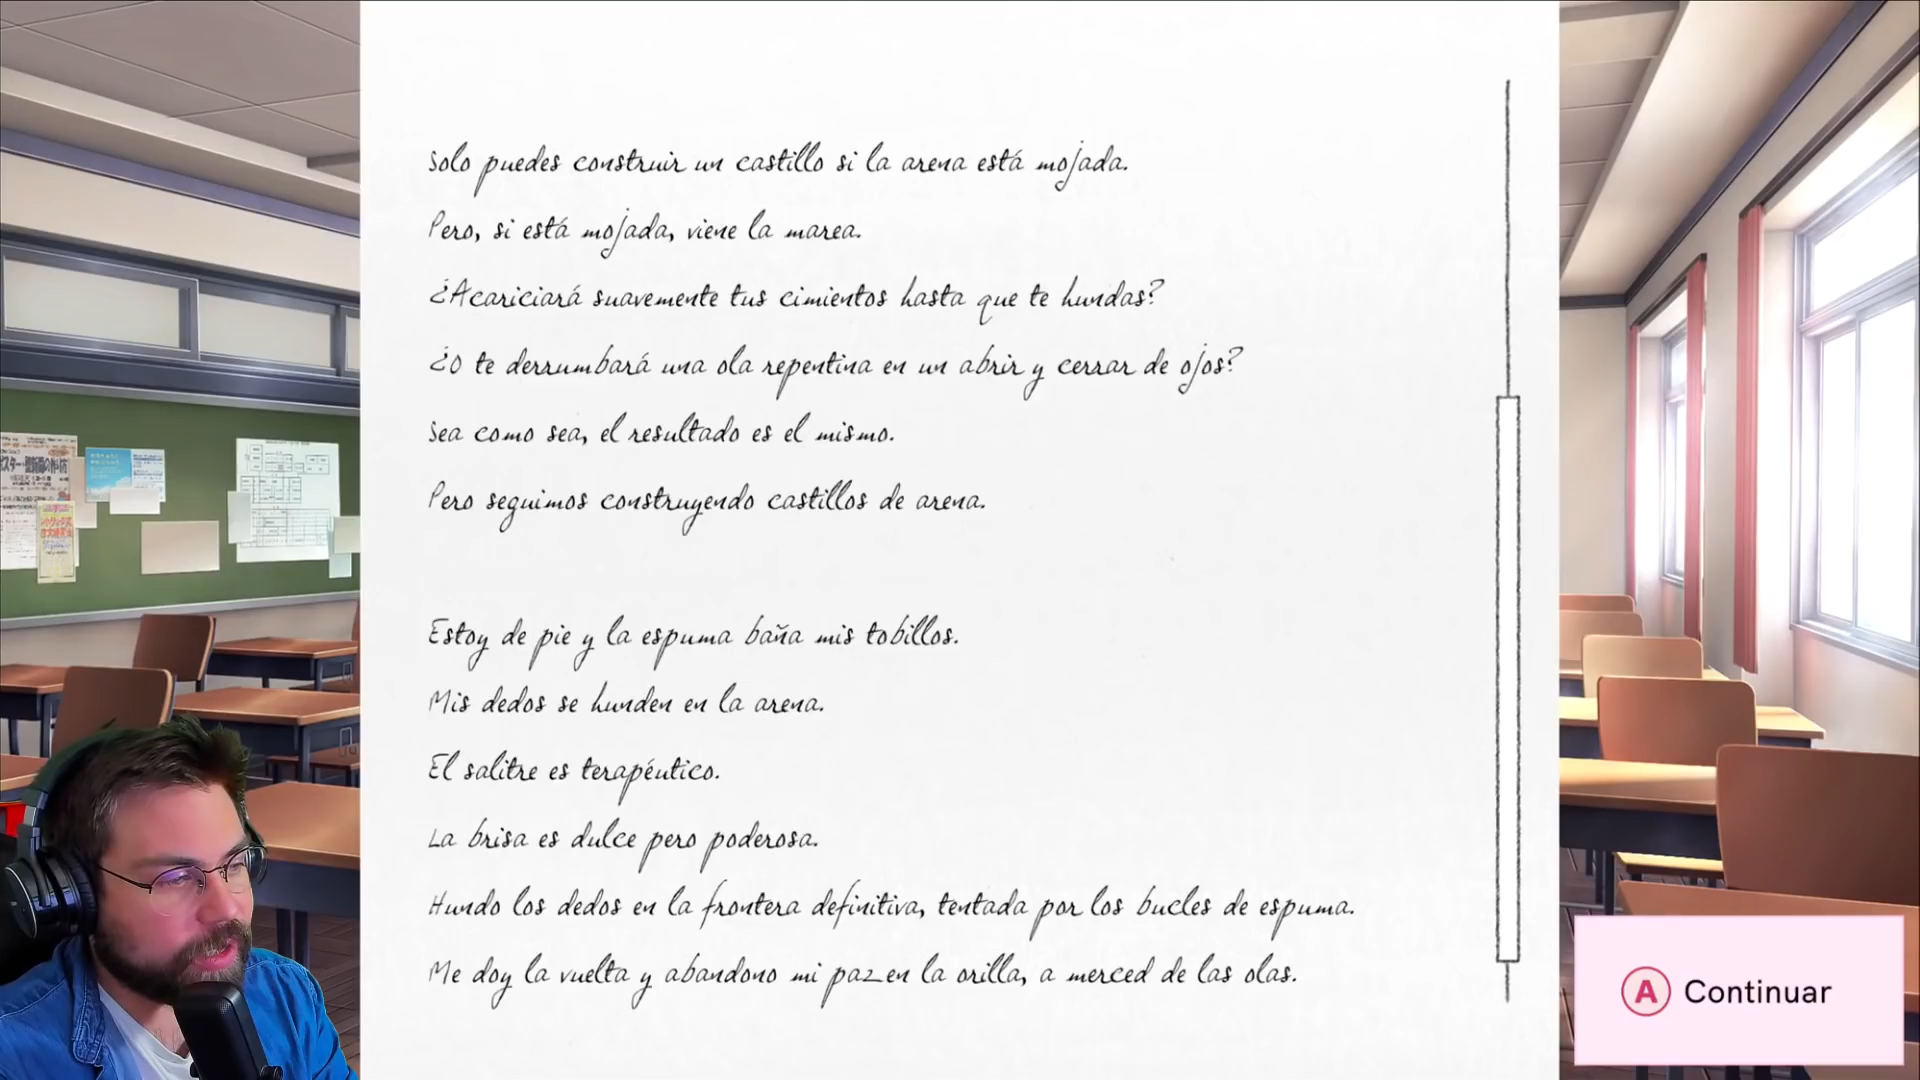 Solo puedes construir un castillo si la arena está mojada.
Pero, si está mojada, viene la marea.
¿Acariciará suavemente tus cimientos hasta que te hundas?
¿O te derrumbará una ola repentina en un abrir y cerrar de ojos?
Sea como sea, el resultado es el mismo.
Pero seguimos construyendo castillos de arena.
Estoy de pie y la espuma baña mis tobillos.
Mis dedos se hunden en la arena.
El salitre es terapéutico.
La brisa es dulce pero poderosa.
Hundo los dedos en la frontera definitiva, tentada por los bucles de espuma.
Me doy la vuelta y abandono mi paz en la orilla, a merced de las olas.
A Continuar